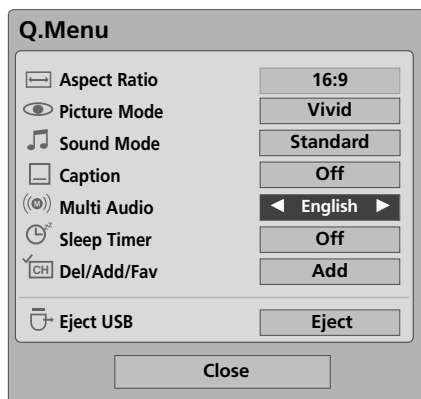 Q.Menu
Aspect Ratio 16:9
Picture Mode Vivid
Sound Mode Standard
Caption Off
Multi Audio ◀ English ▶
Sleep Timer Off
CH Del/Add/Fav Add
Eject USB Eject
Close